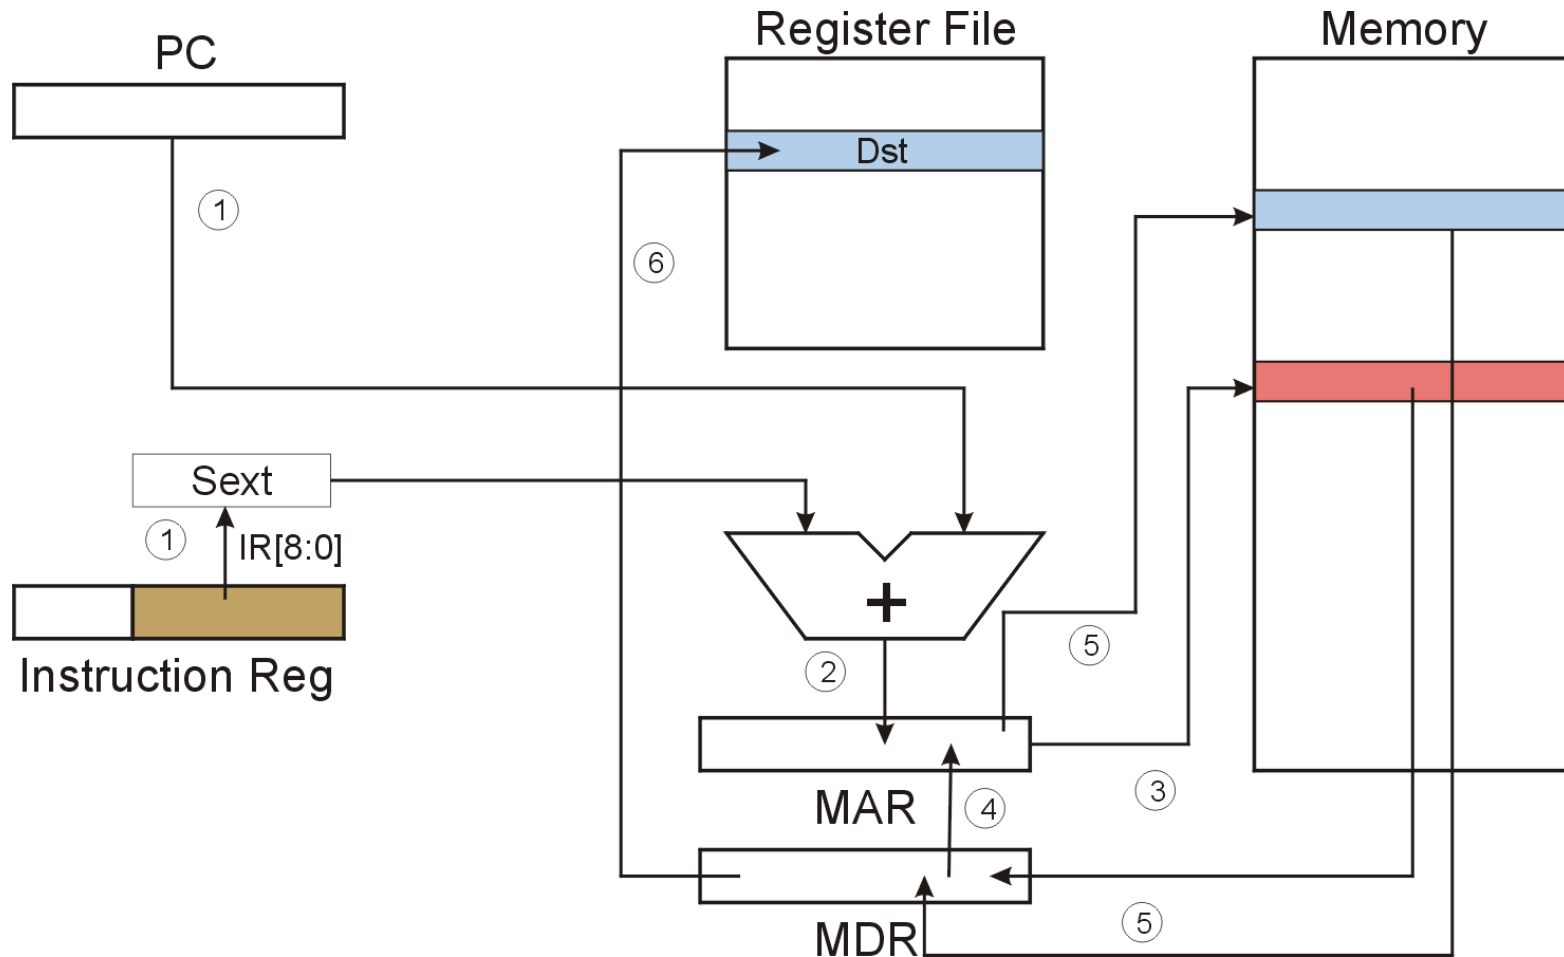 PC
Register File
Memory
Dst
①
⑥
Sext
①
IR[8:0]
+
Instruction Reg
②
⑤
MAR
④
③
MDR
⑤